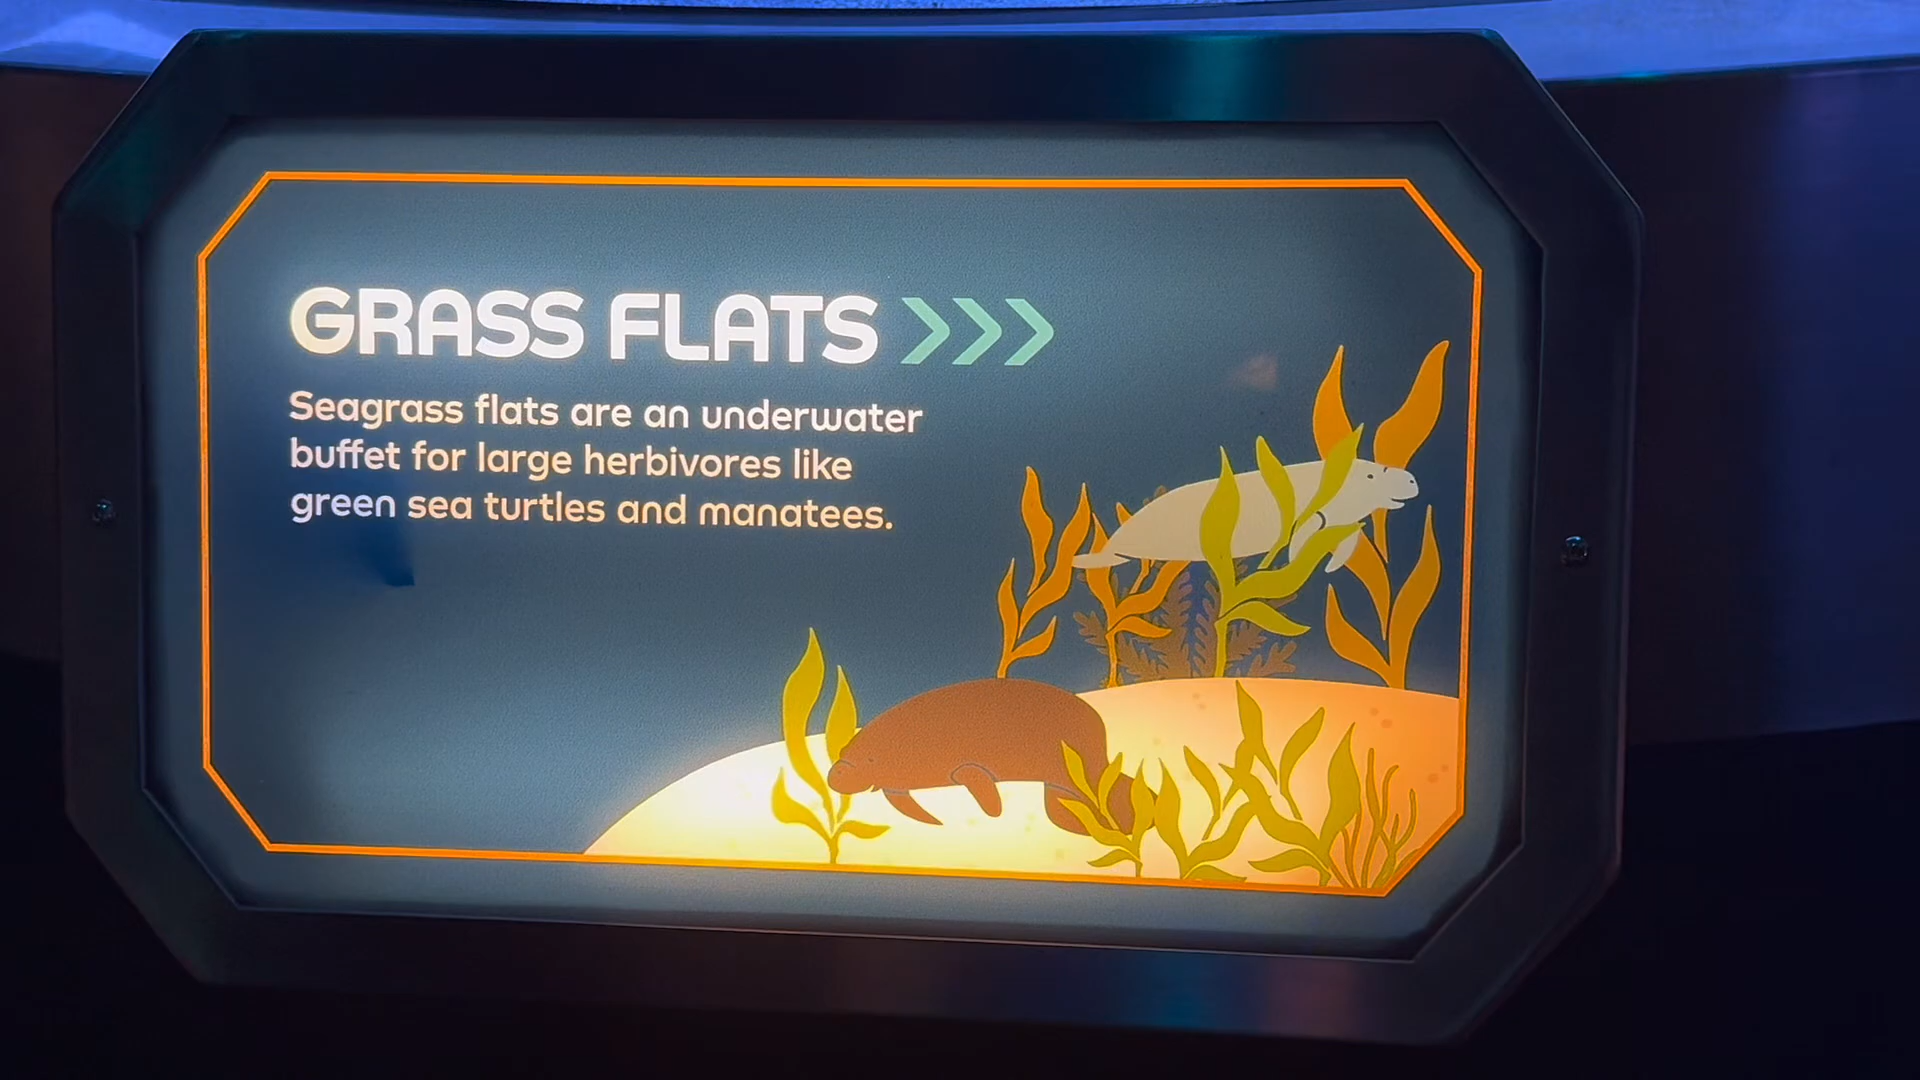 GRASS FLATS
Seagrass flats are an underwater
buffet for large herbivores like
green sea turtles and manatees.